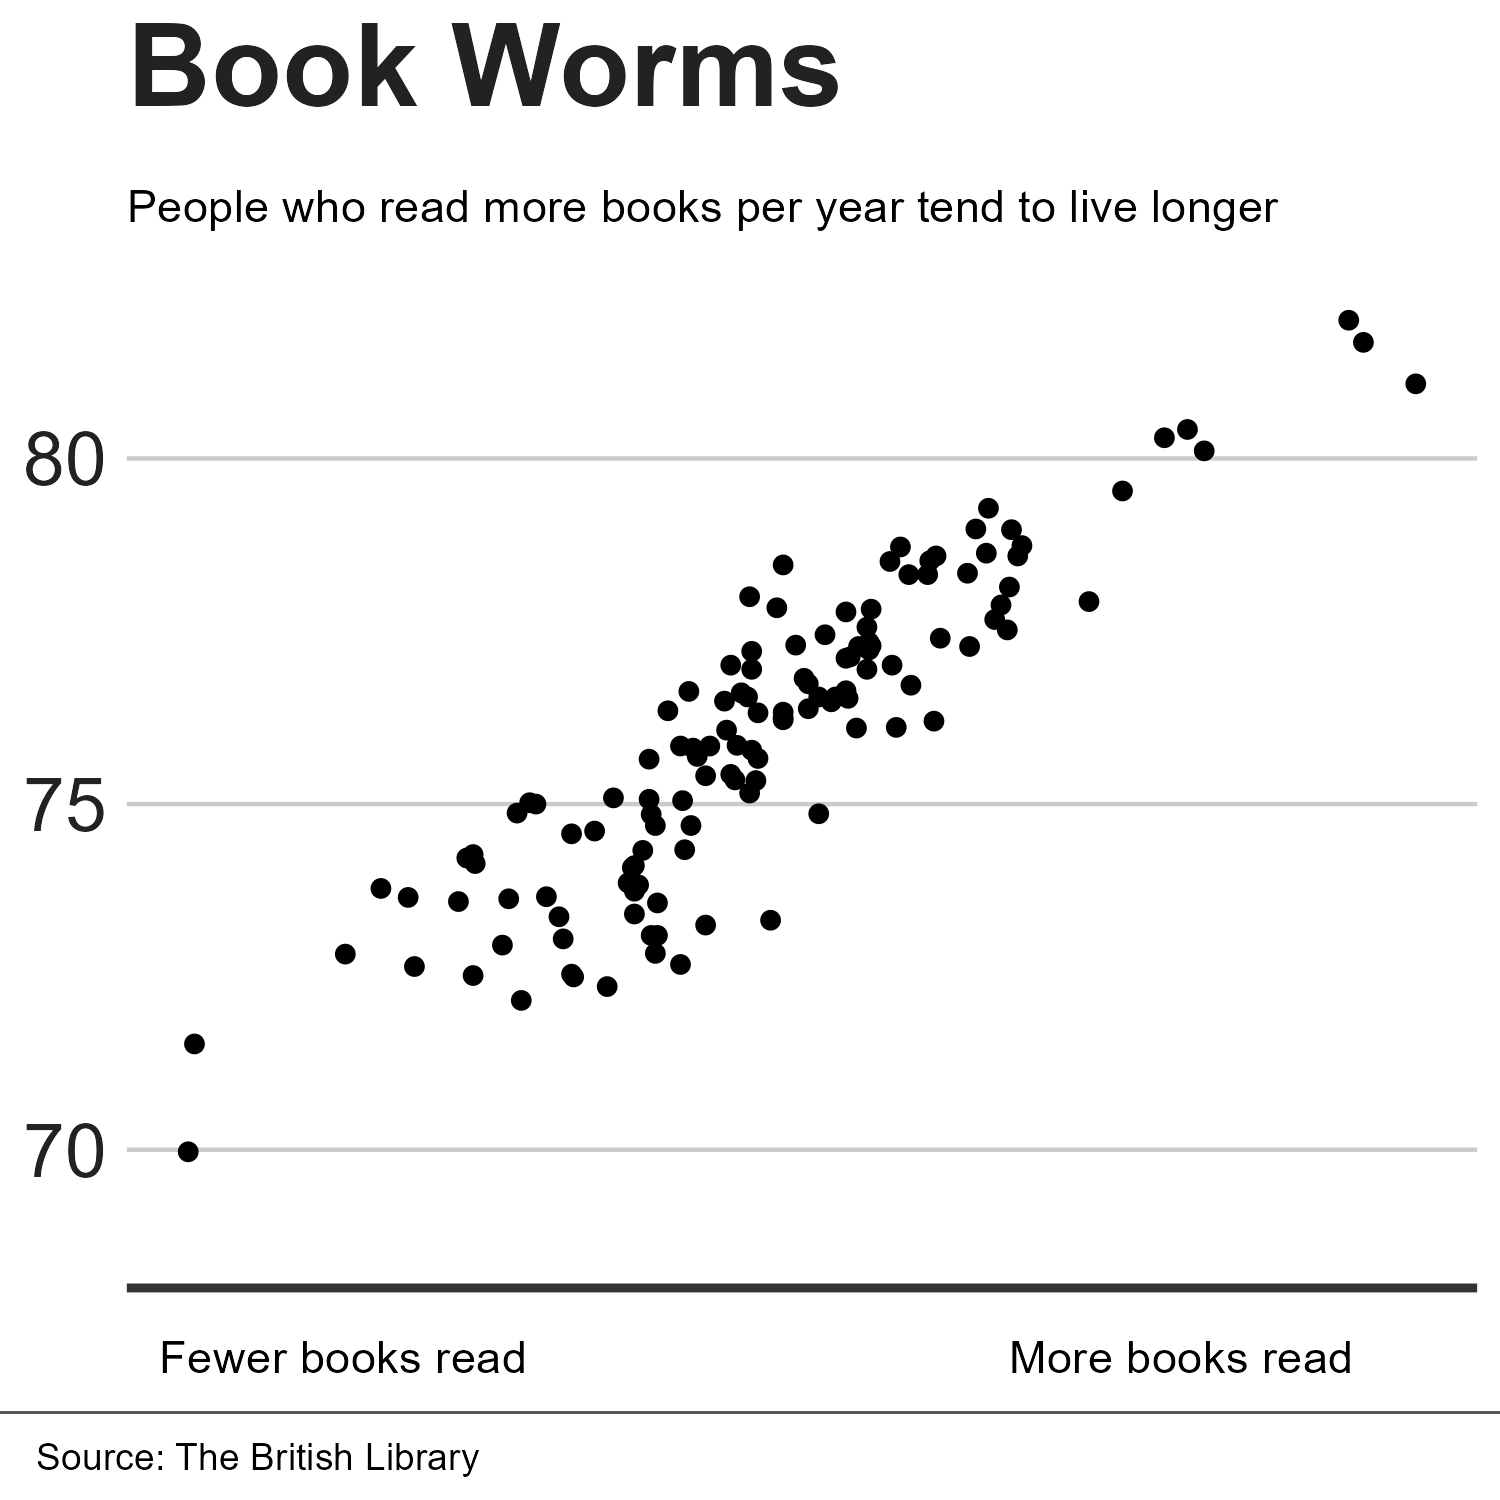 Book Worms
People who read more books per year tend to live longer
80
75
70
Fewer books read More books read
Source: The British Library